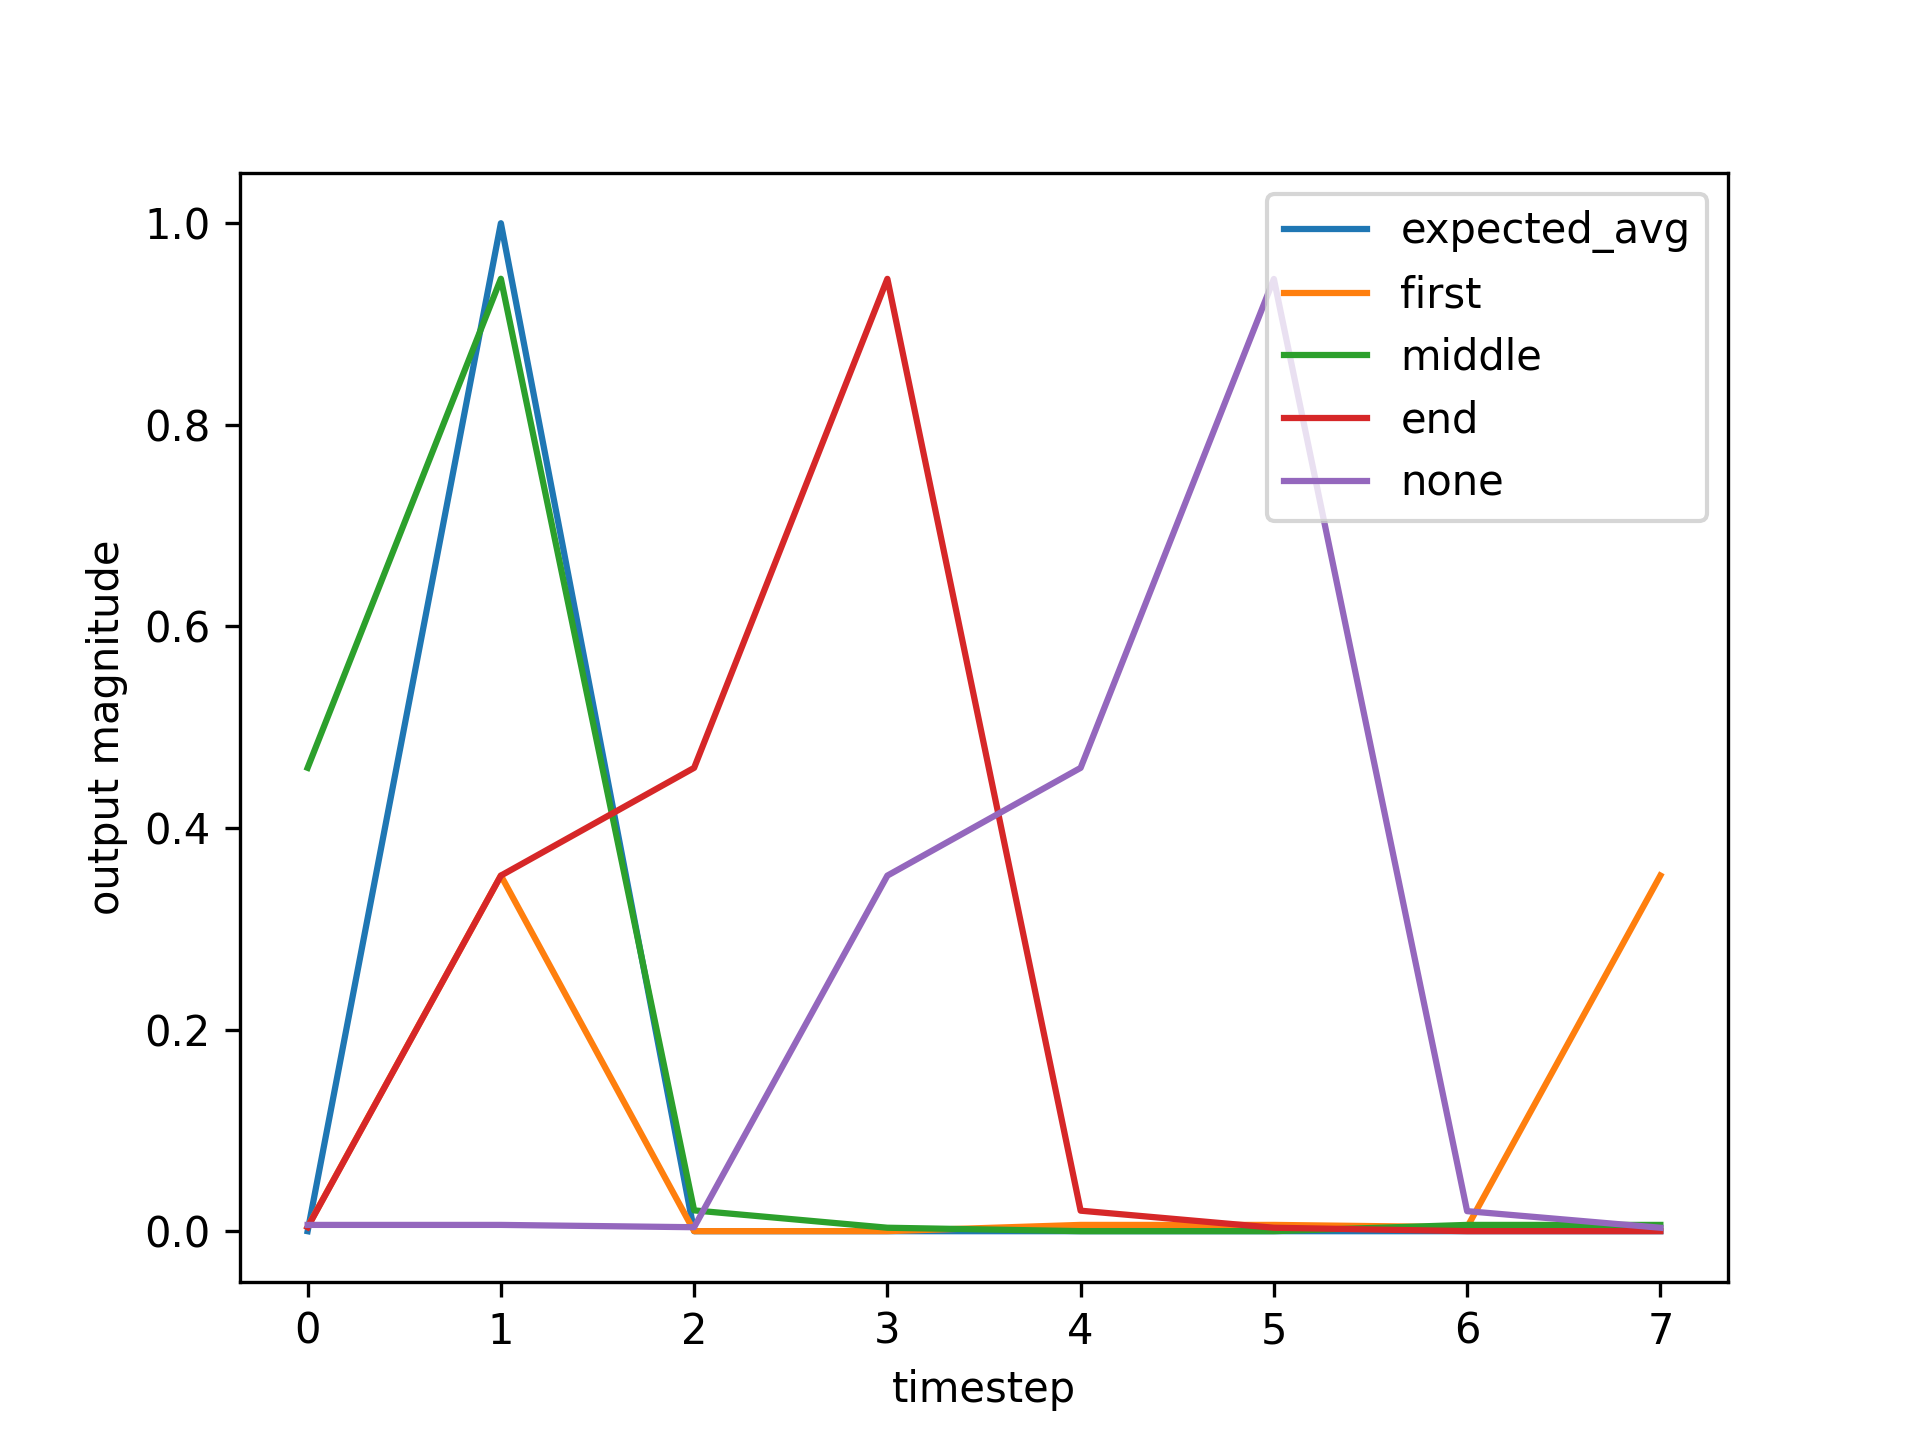 output magnitude
1.0
0.8
0.6
0.4
0.2
0.0
expected_avg
first
middle
end
none
0 1 2 3 4 5 6 7
timestep